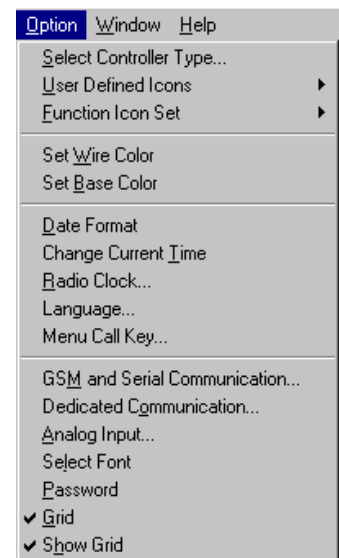 Option Window Help
Select Controller Type...
User Defined Icons
Function Icon Set
Set Wire Color
Set Base Color
Date Format
Change Current Time
Radio Clock...
Language...
Menu Call Key...
GSM and Serial Communication...
Dedicated Communication...
Analog Input...
Select Font
Password
Grid
Show Grid